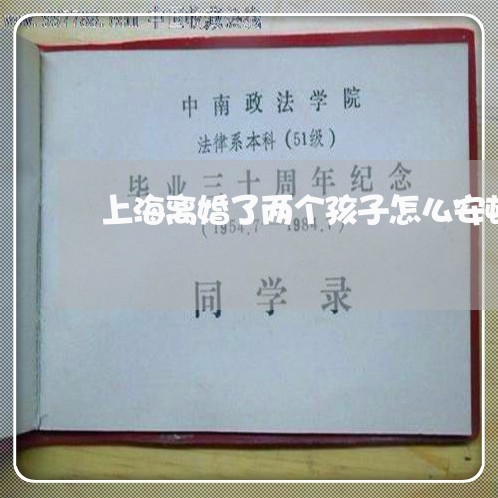 中南政法学院
法律系本科(51级)
毕业三十周年纪念
上海离婚了两个孩子怎么安
(1954.7—1984.7)
同学录